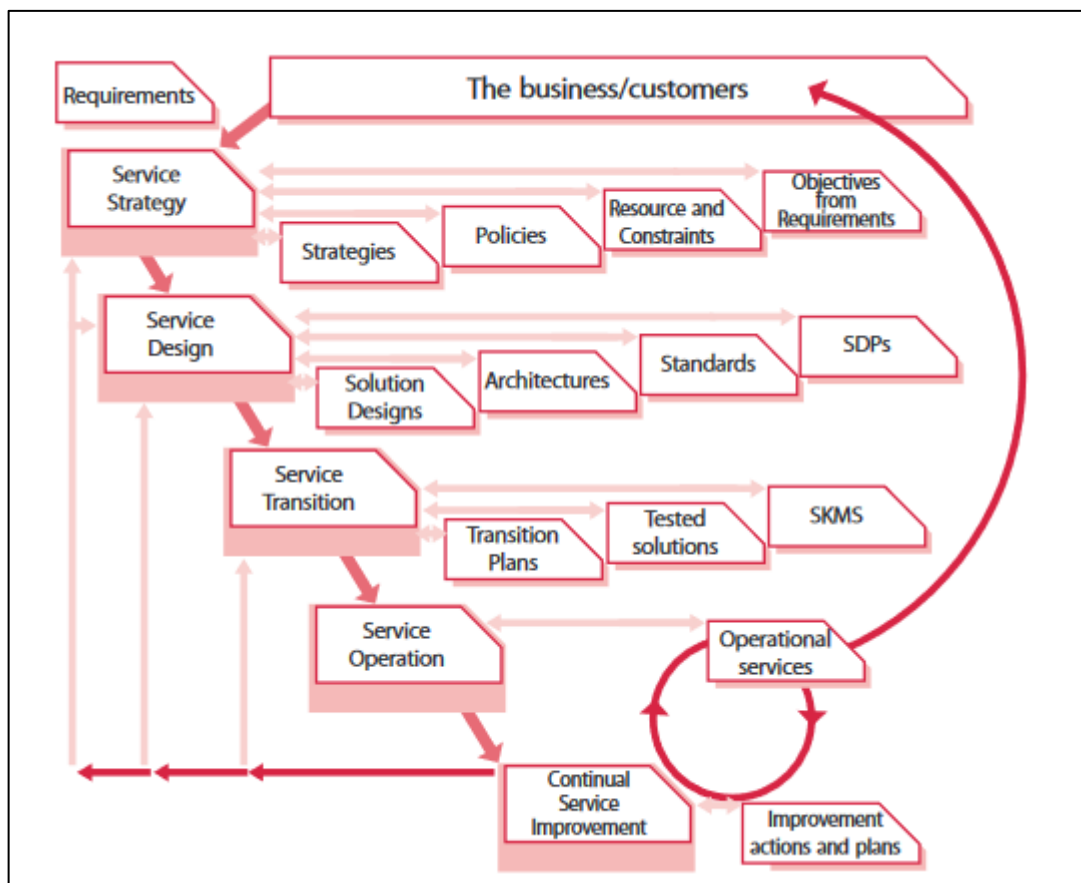 Requirements
The business/customers
Service
Strategy
Strategies
Policies
Resource and
Constraints
Objectives
from
Requirements
Service
Design
Solution
Designs
Architectures
Standards
SDPs
Service
Transition
Transition
Plans
Tested
solutions
SKMS
Service
Operation
Operational
services
Continual
Service
Improvement
Improvement
actions and plans